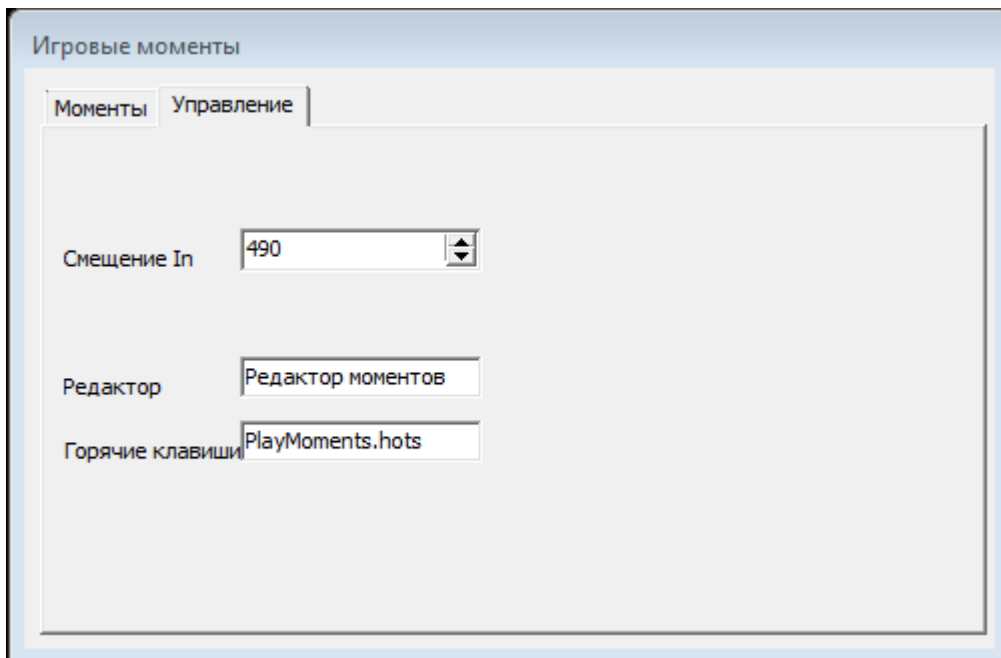 Игровые моменты
Моменты
Управление
Смещение In
490
Редактор
Редактор моментов
Горячие клавиши
PlayMoments.hots